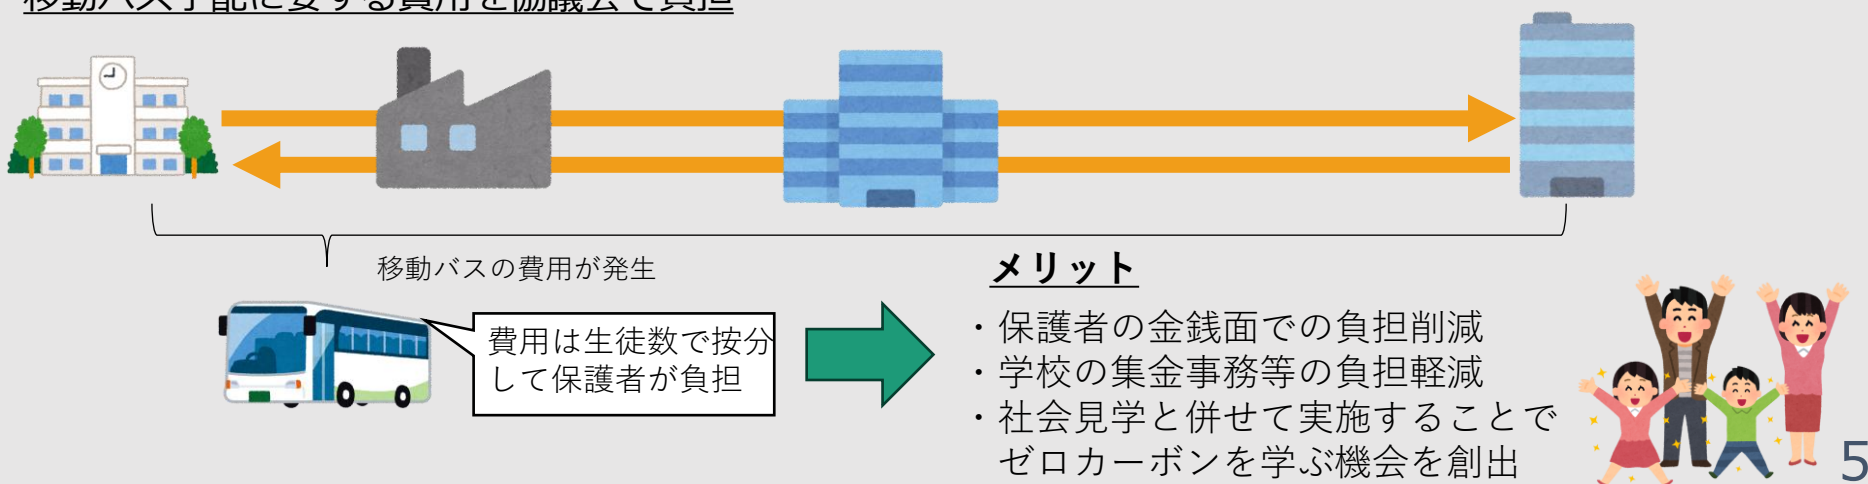 移動バス手配に要する費用を協議会で負担
移動バスの費用が発生
費用は生徒数で按分
して保護者が負担
メリット
・保護者の金銭面での負担削減
・学校の集金事務等の負担軽減
・社会見学と併せて実施することで
ゼロカーボンを学ぶ機会を創出
5